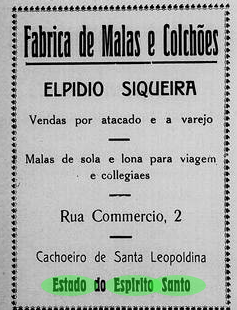 Fabrica de Malas e Colchões
ELPIDIO SIQUEIRA
Vendas por atacado e a varejo
Malas de sola e lona para viagem
e collegiaes
Rua Commercio, 2
Cachoeiro de Santa Leopoldina
Estado do Espirito Santo